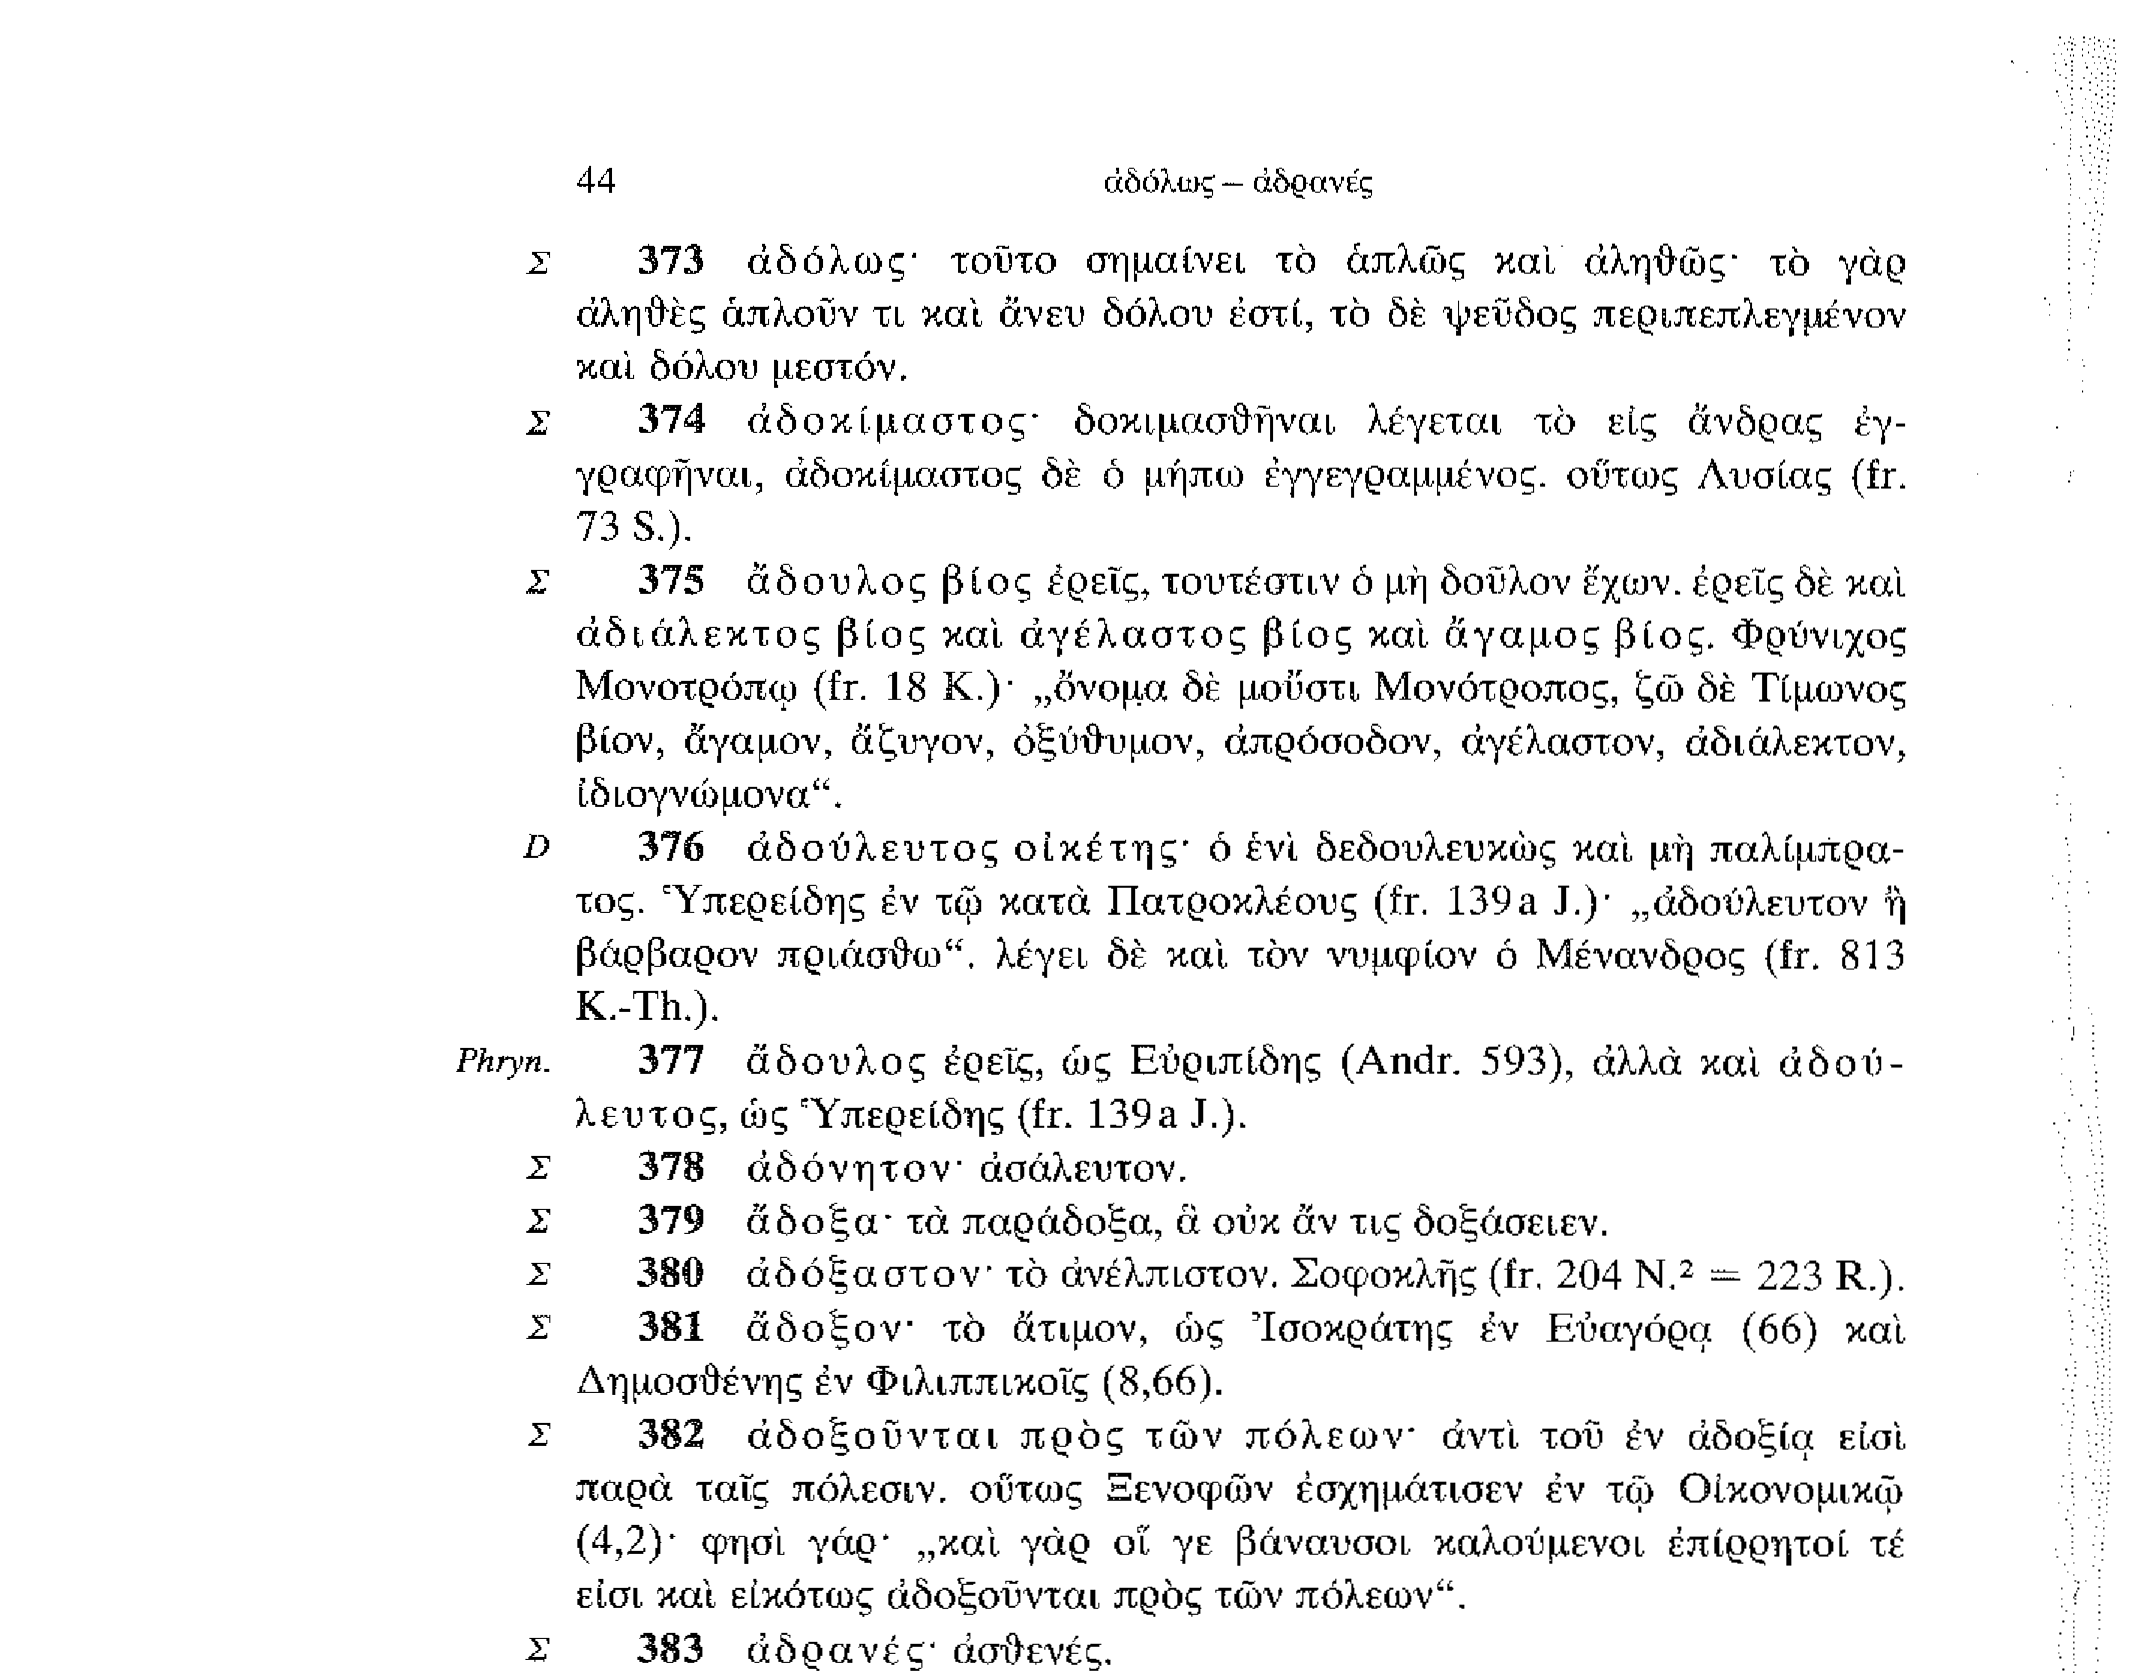 44 ἀδόλως – ἀδρανές
Σ 373 ἀδόλως· τοῦτο σημαίνει τὸ ἁπλῶς καὶ ἀληθῶς· τὸ γὰρ
ἀληθὲς ἁπλοῦν τι καὶ ἄνευ δόλου ἐστί, τὸ δὲ ψεῦδος περιπεπλεγμένον
καὶ δόλου μεστόν.
Σ 374 ἀδοκίμαστος· δοκιμασθῆναι λέγεται τὸ εἰς ἄνδρας ἐγ-
γραφῆναι, ἀδοκίμαστος δὲ ὁ μήπω ἐγγεγραμμένος. οὕτως Λυσίας (fr.
73 S.).
Σ 375 ἄδουλος βίος ἐρεῖς, τουτέστιν ὁ μὴ δοῦλον ἔχων. ἐρεῖς δὲ καὶ
ἀδιάλεκτος βίος καὶ ἀγέλαστος βίος καὶ ἄγαμος βίος. Φρύνιχος
Μονοτρόπῳ (fr. 18 K.)· „ὄνομα δὲ μοὔστι Μονότροπος, ζῶ δὲ Τίμωνος
βίον, ἄγαμον, ἄζυγον, ὀξύθυμον, ἀπρόσοδον, ἀγέλαστον, ἀδιάλεκτον,
ἰδιογνώμονα“.
D 376 ἀδούλευτος οἰκέτης· ὁ ἑνὶ δεδουλευκὼς καὶ μὴ παλίμπρα-
τος. Ὑπερείδης ἐν τῷ κατὰ Πατροκλέους (fr. 139a J.)· „ἀδούλευτον ἢ
βάρβαρον πριάσθω“. λέγει δὲ καὶ τὸν νυμφίον ὁ Μένανδρος (fr. 813
K.-Th.).
Phryn. 377 ἄδουλος ἐρεῖς, ὡς Εὐριπίδης (Andr. 593), ἀλλὰ καὶ ἀδού-
λευτος, ὡς Ὑπερείδης (fr. 139a J.).
Σ 378 ἀδόνητον· ἀσάλευτον.
Σ 379 ἄδοξα· τὰ παράδοξα, ἃ οὐκ ἄν τις δοξάσειεν.
Σ 380 ἀδόξαστον· τὸ ἀνέλπιστον. Σοφοκλῆς (fr. 204 N.² = 223 R.).
Σ 381 ἄδοξον· τὸ ἄτιμον, ὡς Ἰσοκράτης ἐν Εὐαγόρᾳ (66) καὶ
Δημοσθένης ἐν Φιλιππικοῖς (8,66).
Σ 382 ἀδοξοῦνται πρὸς τῶν πόλεων· ἀντὶ τοῦ ἐν ἀδοξίᾳ εἰσὶ
παρὰ ταῖς πόλεσιν. οὕτως Ξενοφῶν ἐσχημάτισεν ἐν τῷ Οἰκονομικῷ
(4,2)· φησὶ γάρ· „καὶ γὰρ οἵ γε βάναυσοι καλούμενοι ἐπίρρητοί τέ
εἰσι καὶ εἰκότως ἀδοξοῦνται πρὸς τῶν πόλεων“.
Σ 383 ἀδρανές· ἀσθενές.